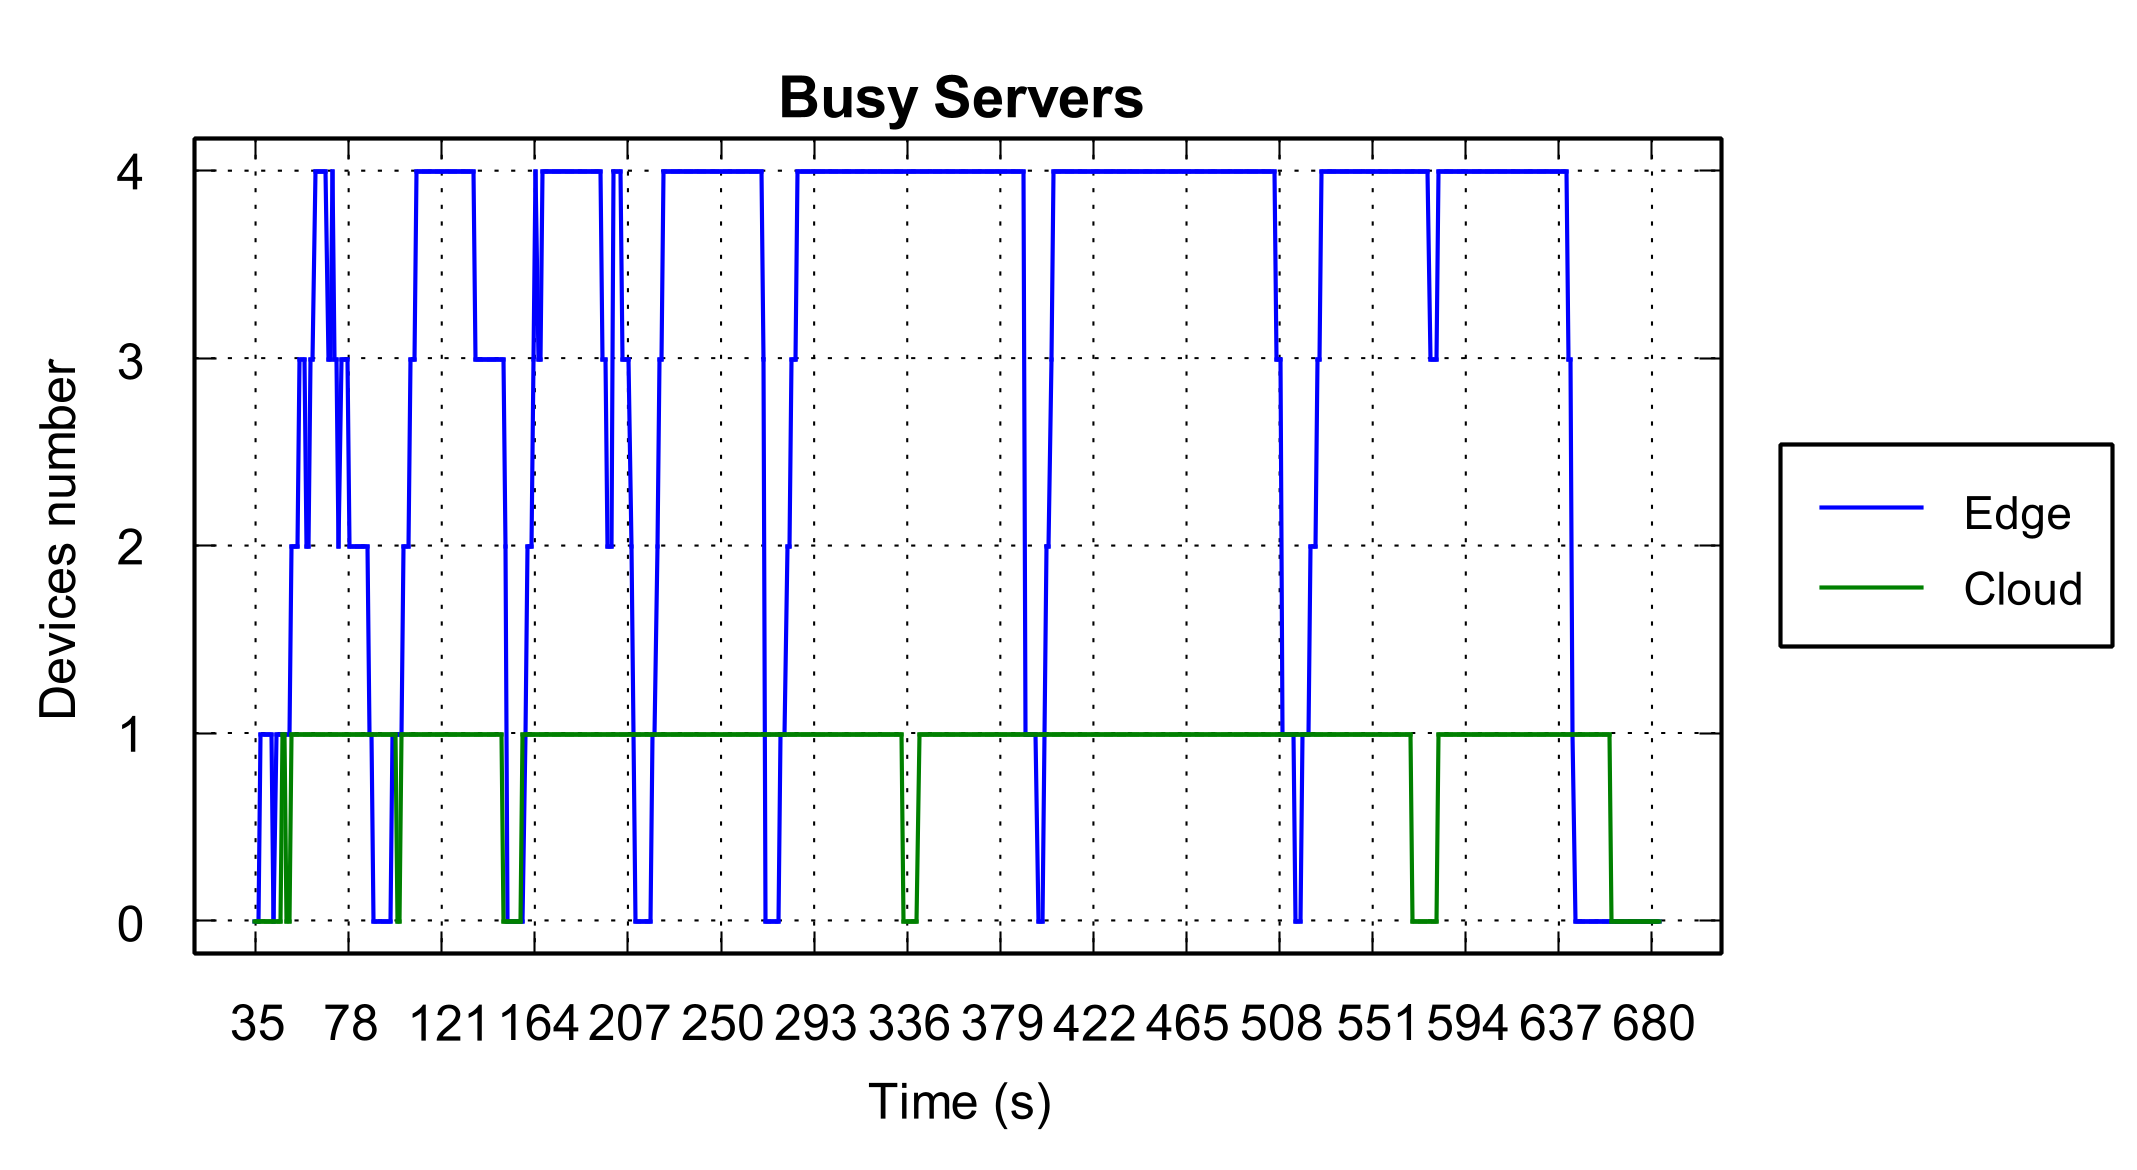 Busy Servers
4
3
2
1
0
Devices number
35 78 121 164 207 250 293 336 379 422 465 508 551 594 637 680
Time (s)
Edge
Cloud